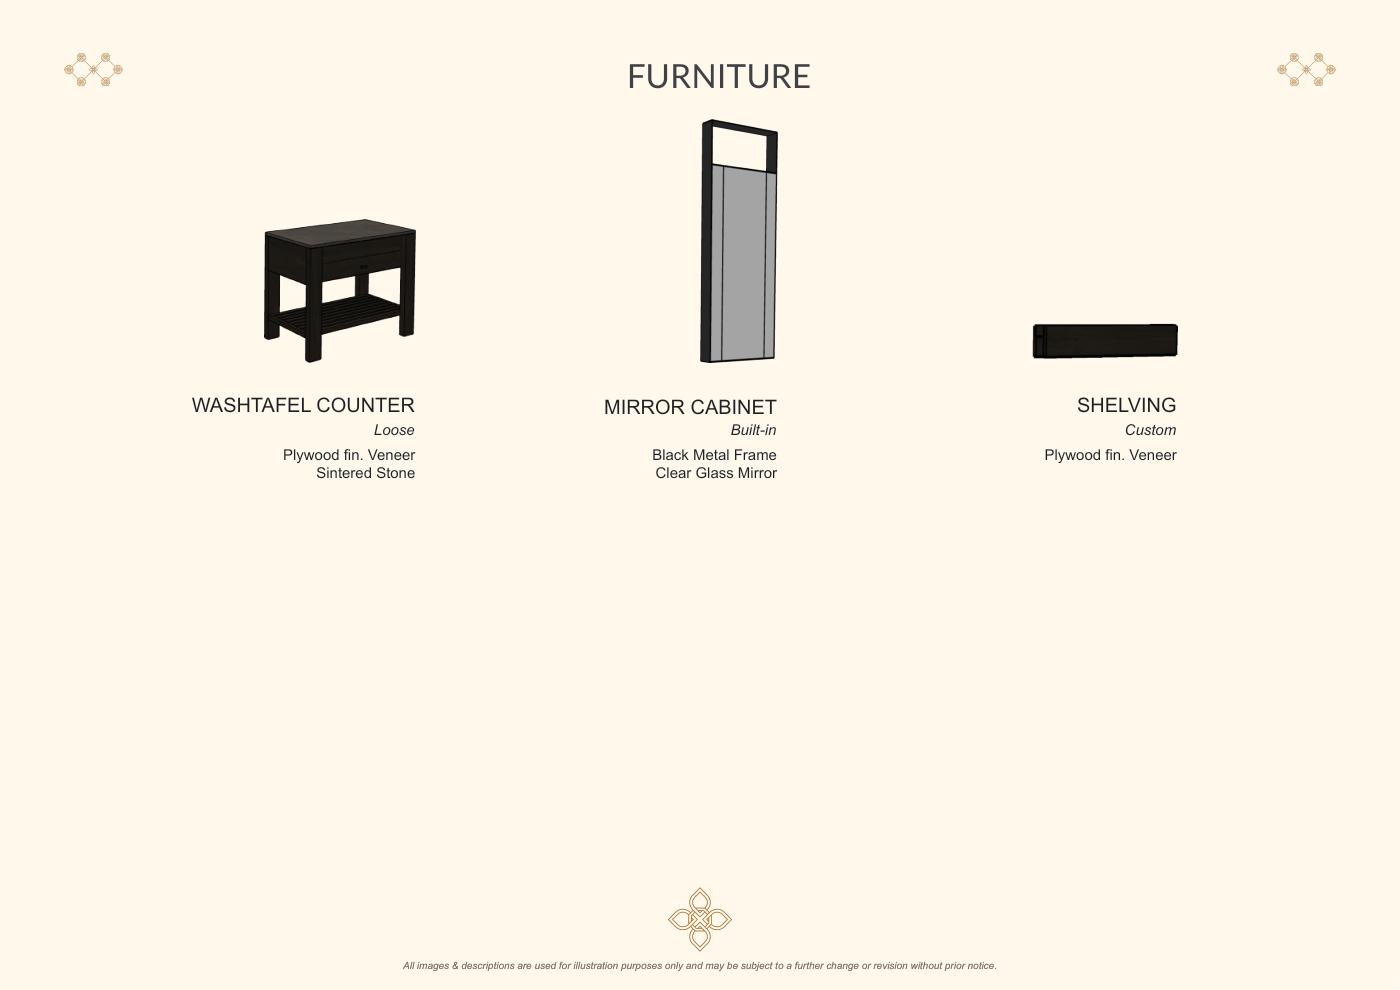 FURNITURE
WASHTAFEL COUNTER
Loose
Plywood fin. Veneer
Sintered Stone
MIRROR CABINET
Built-in
Black Metal Frame
Clear Glass Mirror
SHELVING
Custom
Plywood fin. Veneer
All images & descriptions are used for illustration purposes only and may be subject to a further change or revision without prior notice.